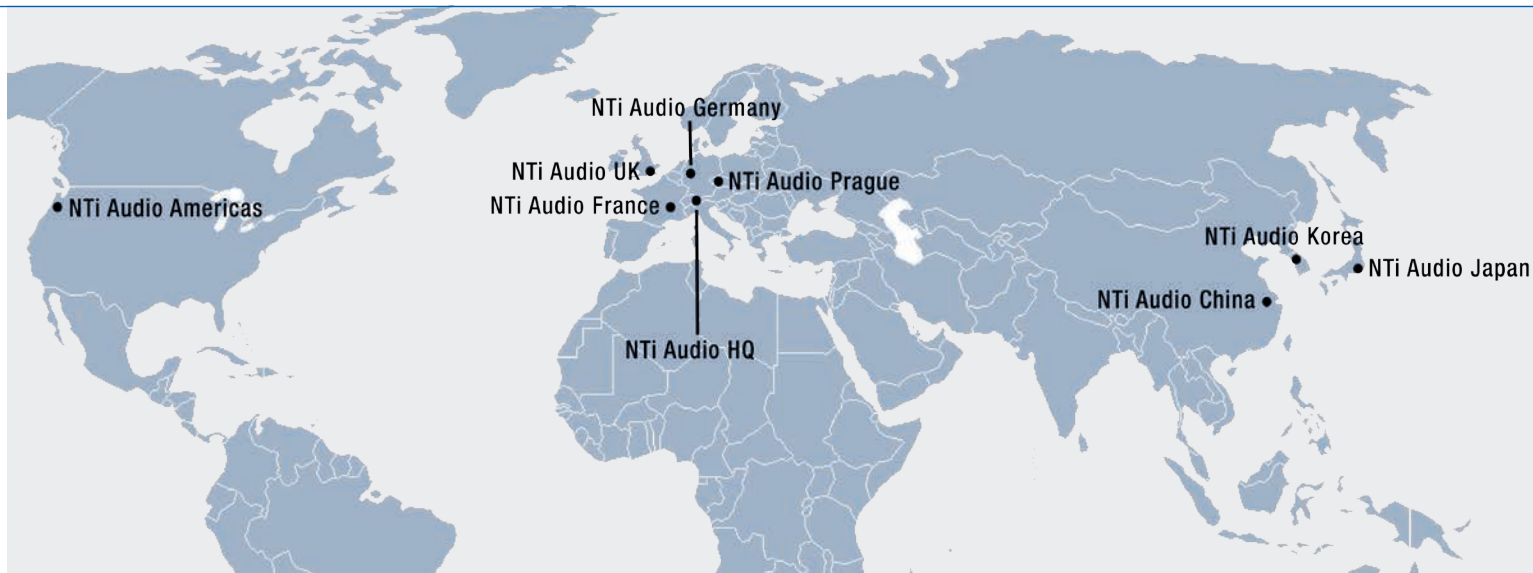 NTi Audio Germany
NTi Audio UK
NTi Audio Prague
NTi Audio France
NTi Audio Americas
NTi Audio Korea
NTi Audio Japan
NTi Audio China
NTi Audio HQ